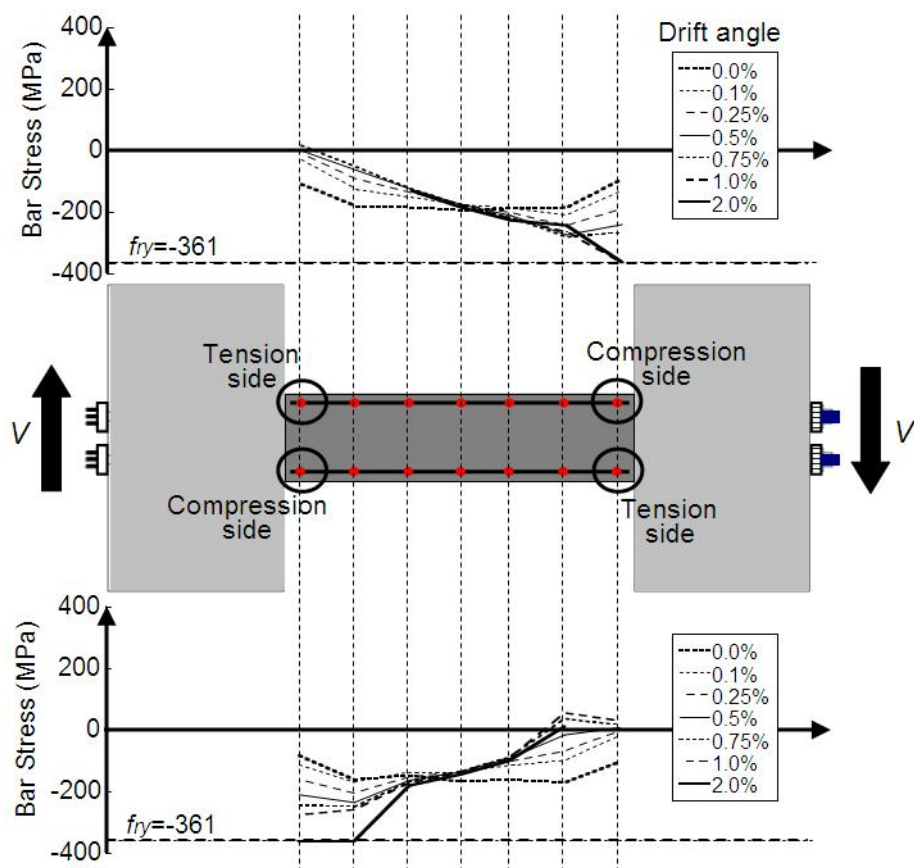 Drift angle
0.0%
0.1%
0.25%
0.5%
0.75%
1.0%
2.0%
Bar Stress (MPa)
400
200
0
-200
-400
fry=-361
Tension
side
Compression
side
V
V
Compression
side
Tension
side
Bar Stress (MPa)
400
200
0
-200
-400
fry=-361
0.0%
0.1%
0.25%
0.5%
0.75%
1.0%
2.0%